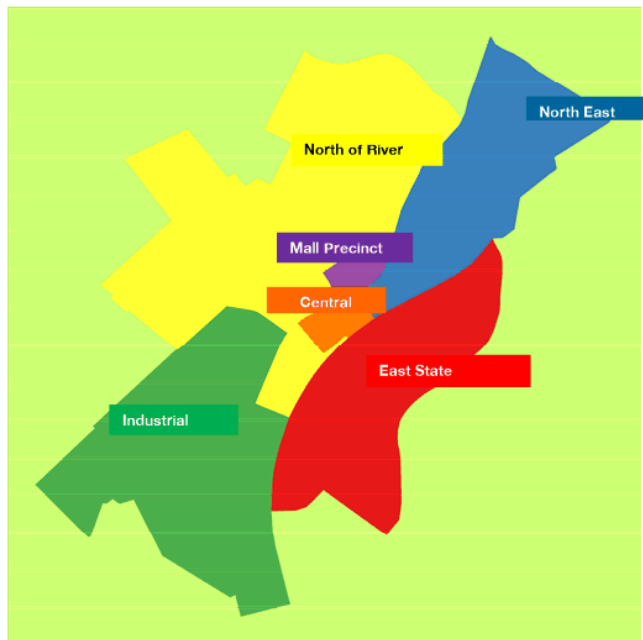 North East
North of River
Mall Precinct
Central
East State
Industrial